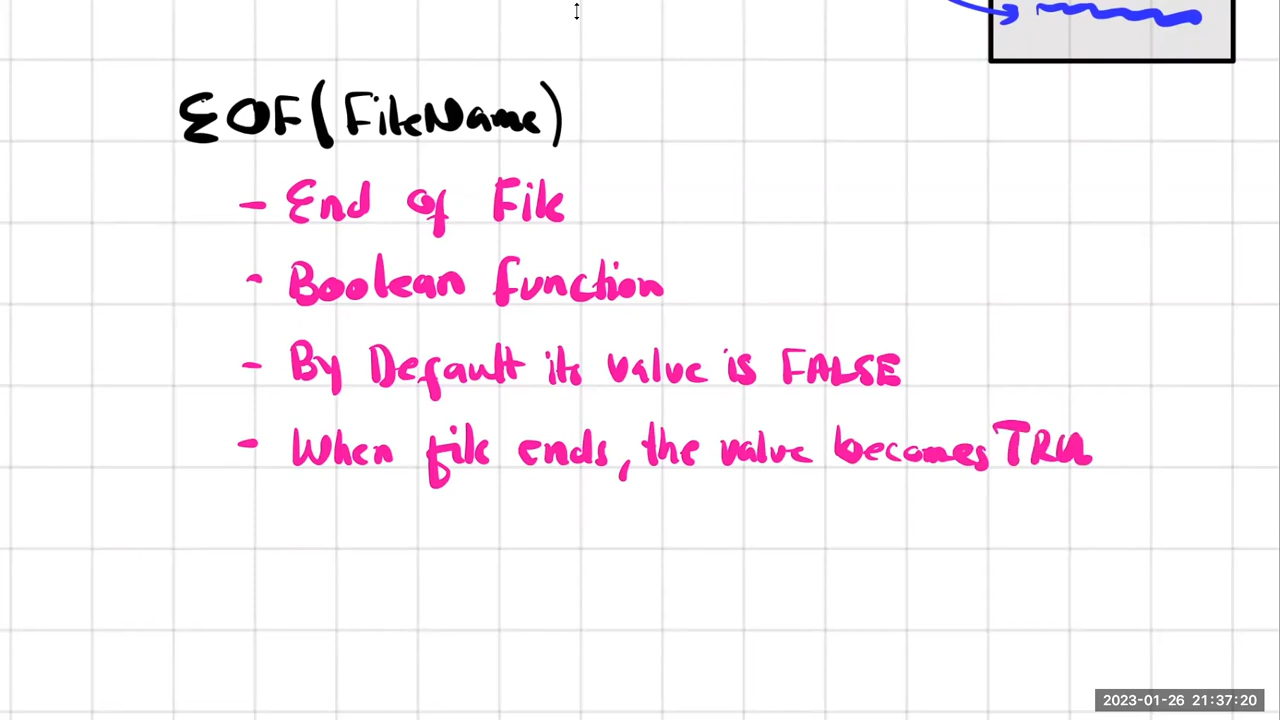 EOF(FileName)
- End of File
- Boolean function
- By Default its value is FALSE
- When file ends, the value becomes TRU
2023-01-26 21:37:20